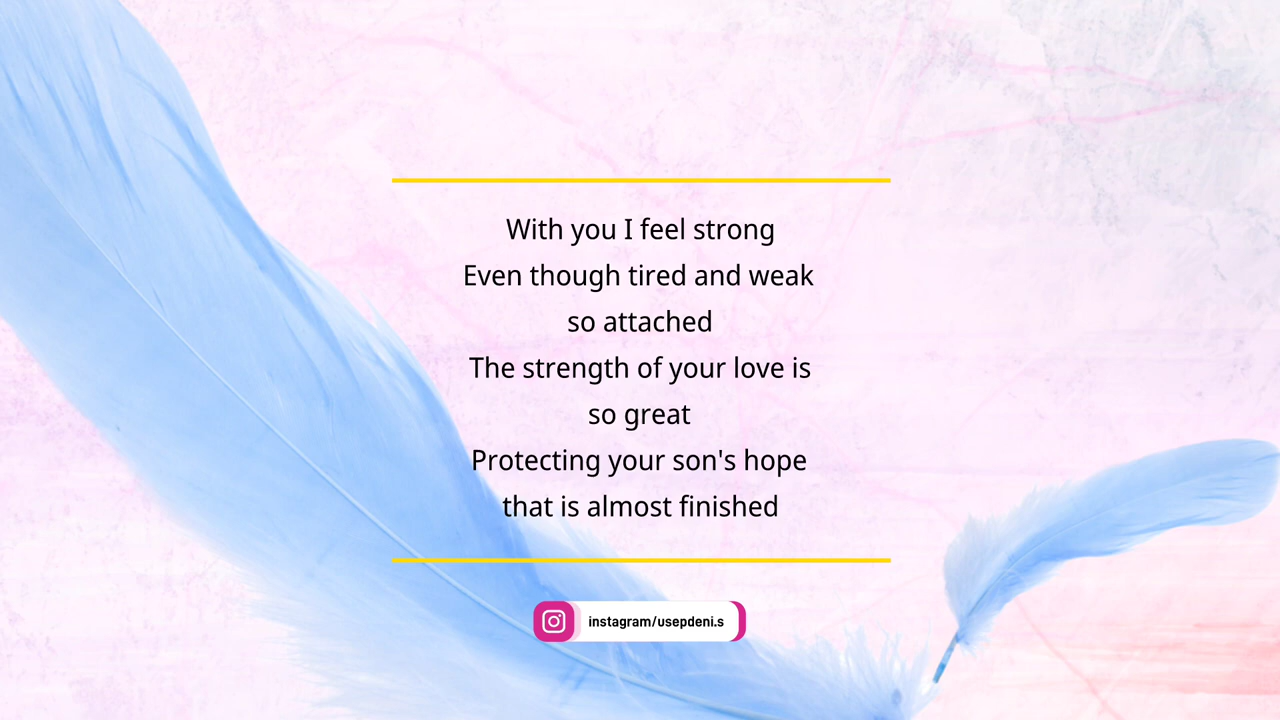 With you I feel strong
Even though tired and weak
so attached
The strength of your love is
so great
Protecting your son's hope
that is almost finished
instagram/usepdeni.s